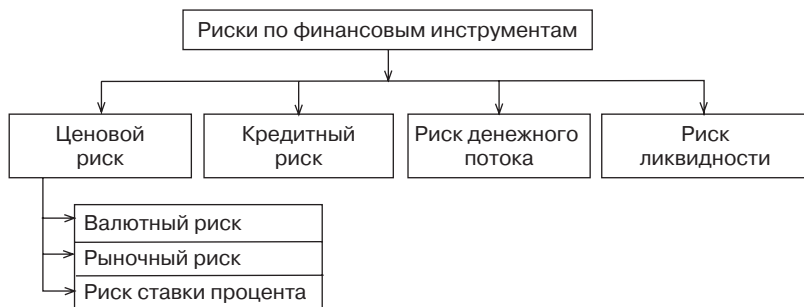 Риски по финансовым инструментам
Ценовой
риск
Кредитный
риск
Риск денежного
потока
Риск
ликвидности
Валютный риск
Рыночный риск
Риск ставки процента